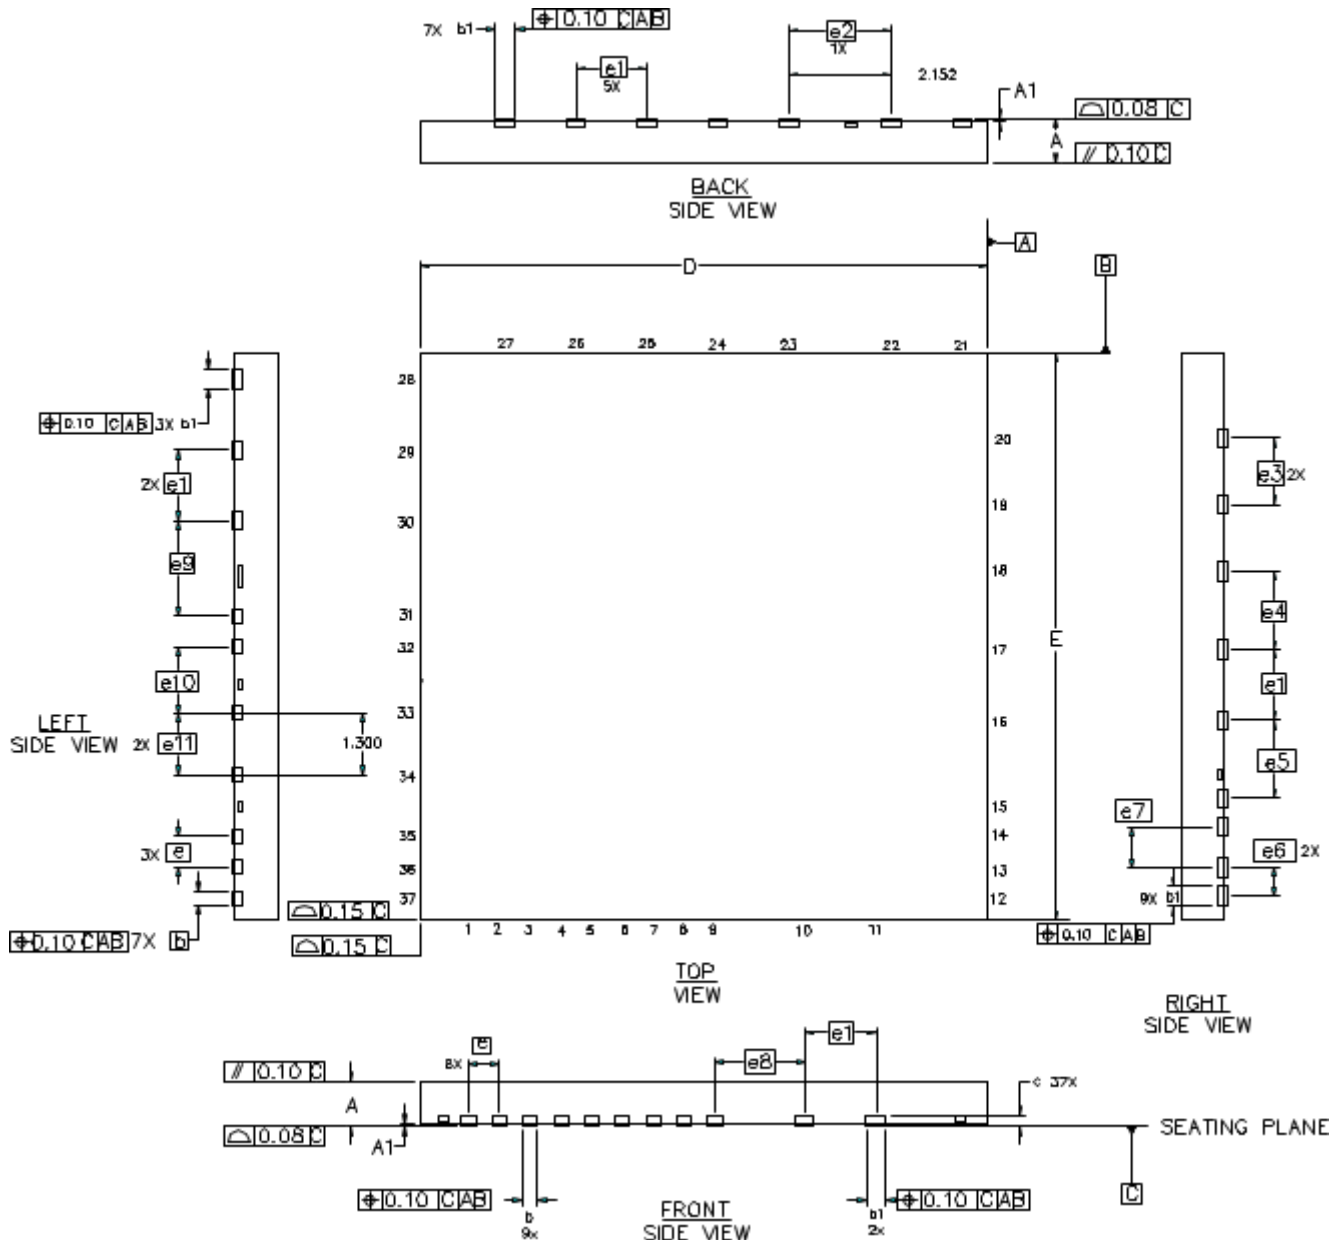 7X b1
⌖ 0.10 C A B
e2
1X
e1
5X
2.152
A1
⌓ 0.08 C
A
// 0.10 C
BACK
SIDE VIEW
A
D
B
27 26 25 24 23 22 21
28
⌖ 0.10 C A B 3X b1
20
29
e3 2X
2X e1
19
30
e9
18
31
e4
E
32
17
e10
e1
33
16
LEFT
SIDE VIEW
2X e11
1.300
e5
34
15
e7
35
14
3X e
e6 2X
36
13
37
12
9X b1
⌓ 0.15 C
⌖ 0.10 C A B 7X b
⌖ 0.10 C A B
⌓ 0.15 C
1 2 3 4 5 6 7 8 9 10 11
TOP
VIEW
RIGHT
SIDE VIEW
e
8X
e8
e1
// 0.10 C
A
c 37X
⌓ 0.08 C
A1
SEATING PLANE
C
⌖ 0.10 C A B
b
9x
b1
2x
⌖ 0.10 C A B
FRONT
SIDE VIEW